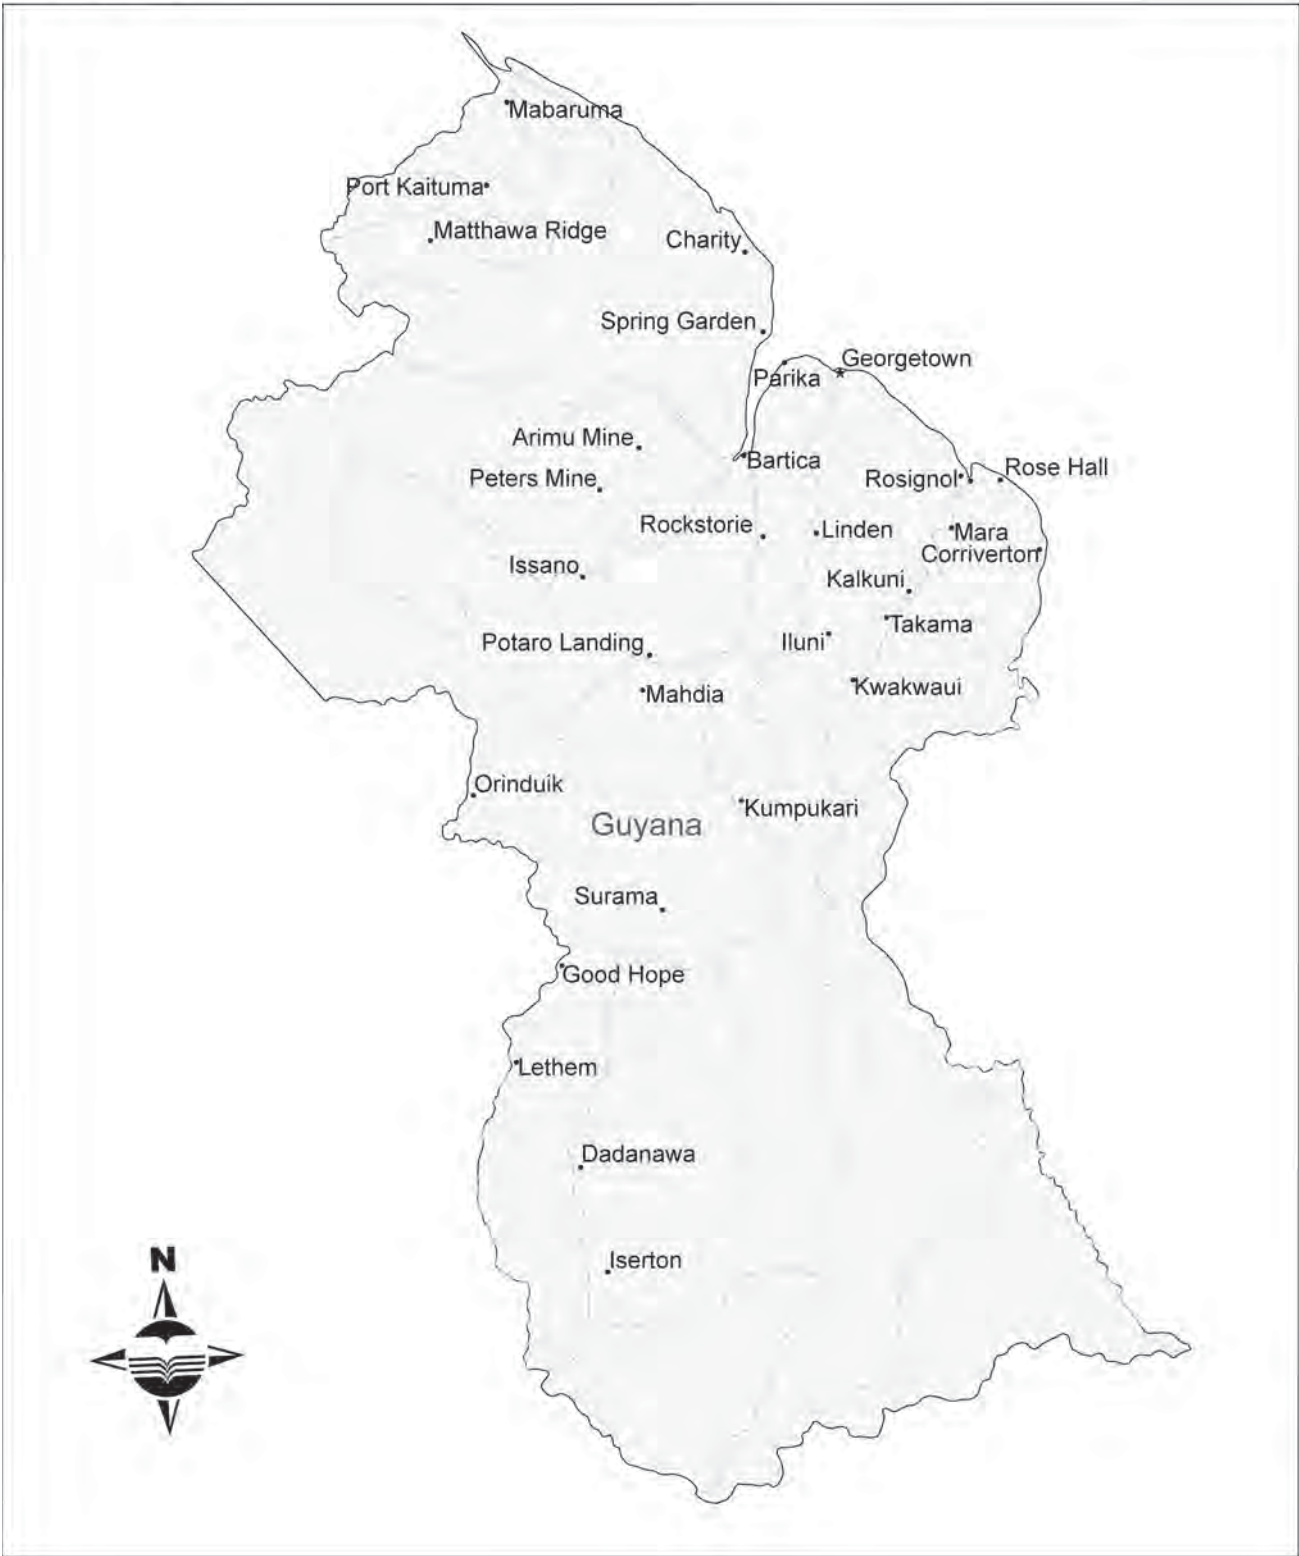 Mabaruma
Port Kaituma
Matthawa Ridge
Charity
Spring Garden
Georgetown
Parika
Arimu Mine
Bartica
Rose Hall
Peters Mine
Rosignol
Rockstorie
Linden
Mara
Corriverton
Issano
Kalkuni
Takama
Potaro Landing
Iluni
Mahdia
Kwakwaui
Orinduik
Kumpukari
Guyana
Surama
Good Hope
Lethem
Dadanawa
Iserton
N